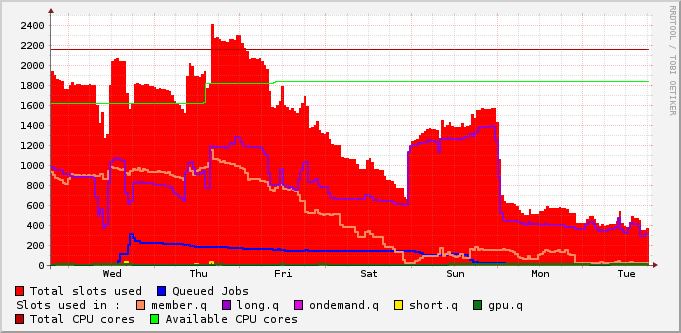 RRDTOOL / TOBI OETIKER
2400
2200
2000
1800
1600
1400
1200
1000
800
600
400
200
0
Wed Thu Fri Sat Sun Mon Tue
Total slots used Queued Jobs
Slots used in : member.q long.q ondemand.q short.q gpu.q
Total CPU cores Available CPU cores